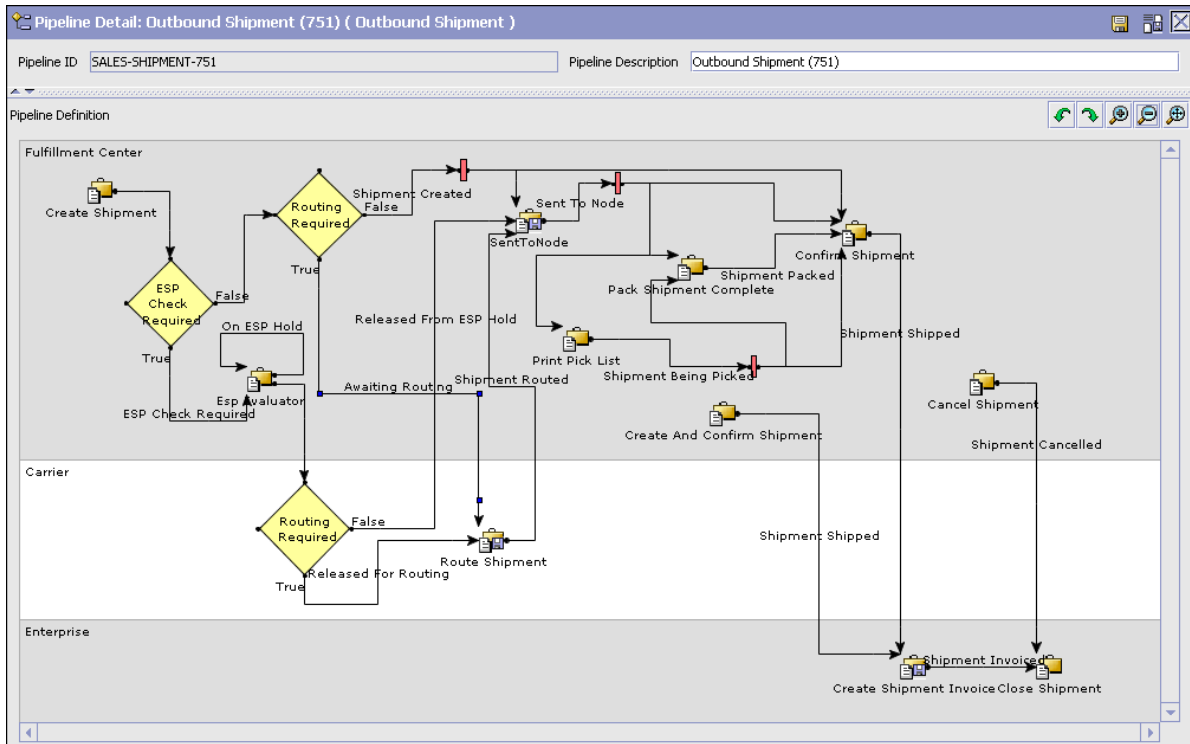 Pipeline Detail: Outbound Shipment (751) ( Outbound Shipment )
Pipeline ID
SALES-SHIPMENT-751
Pipeline Description
Outbound Shipment (751)
Pipeline Definition
Fulfillment Center
Create Shipment
Routing
Required
Shipment Created
False
True
Sent To Node
SentToNode
Confirm Shipment
Shipment Packed
Pack Shipment Complete
ESP
Check
Required
False
True
On ESP Hold
Esp Evaluator
ESP Check Required
Released From ESP Hold
Print Pick List
Shipment Being Picked
Shipment Shipped
Awaiting Routing
Shipment Routed
Create And Confirm Shipment
Cancel Shipment
Shipment Cancelled
Carrier
Routing
Required
False
True
Released For Routing
Route Shipment
Shipment Shipped
Enterprise
Shipment Invoiced
Create Shipment Invoice
Close Shipment